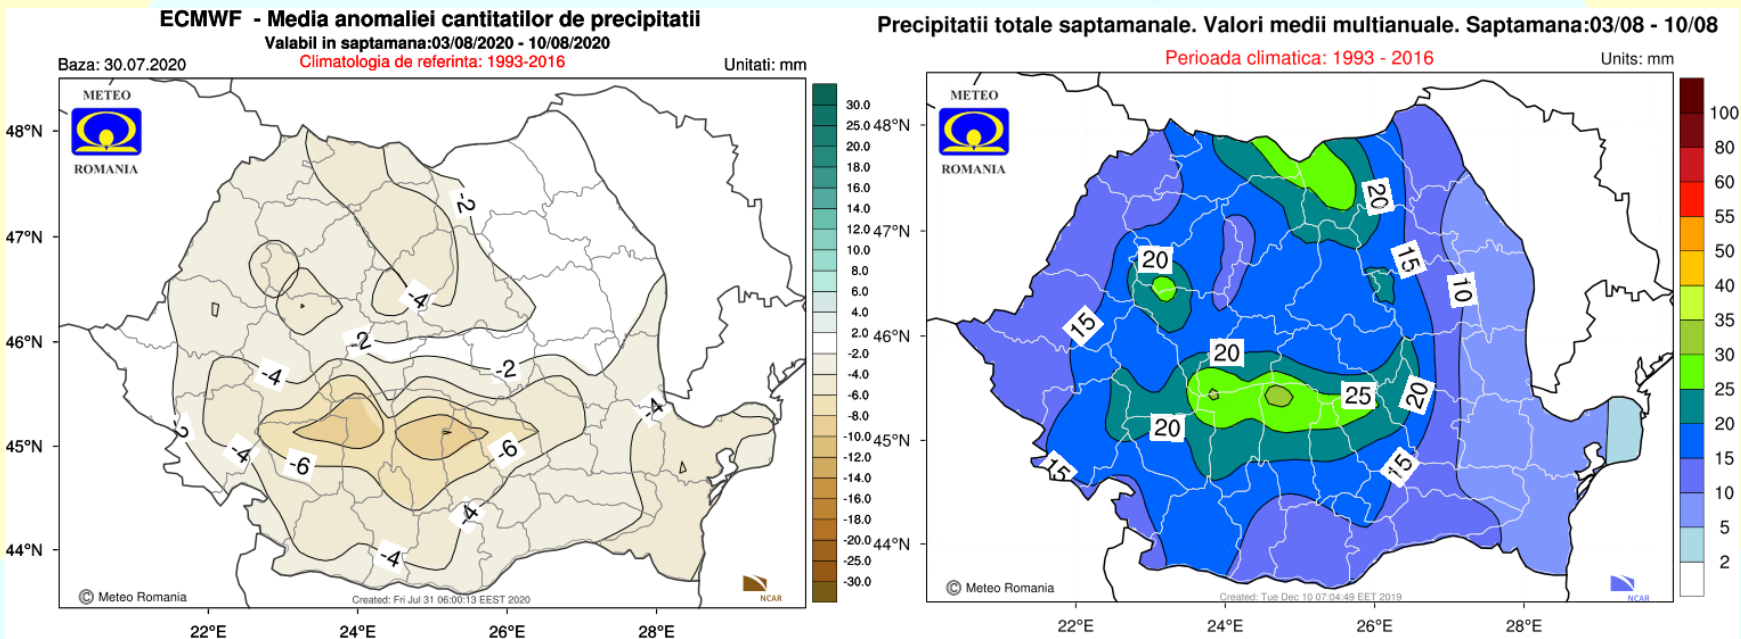 ECMWF - Media anomaliei cantitatilor de precipitatii
Valabil in saptamana:03/08/2020 - 10/08/2020
Baza: 30.07.2020
Climatologia de referinta: 1993-2016
Unitati: mm
METEO
ROMANIA
48°N
47°N
46°N
45°N
44°N
22°E
24°E
26°E
28°E
-2
-4
-2
-2
-4
-4
2
-4
-6
-6
-4
-4
30.0
25.0
20.0
18.0
16.0
14.0
12.0
10.0
8.0
6.0
4.0
2.0
-2.0
-4.0
-6.0
-8.0
-10.0
-12.0
-14.0
-16.0
-18.0
-20.0
-25.0
-30.0
© Meteo Romania
Created: Fri Jul 31 06:00:13 EEST 2020
NCAR
Precipitatii totale saptamanale. Valori medii multianuale. Saptamana:03/08 - 10/08
Perioada climatica: 1993 - 2016
Units: mm
METEO
ROMANIA
48°N
47°N
46°N
45°N
44°N
22°E
24°E
26°E
28°E
20
20
15
10
15
20
25
20
20
15
15
100
80
60
55
50
45
40
35
30
25
20
15
10
5
2
© Meteo Romania
Created: Tue Dec 10 07:04:49 EET 2019
NCAR